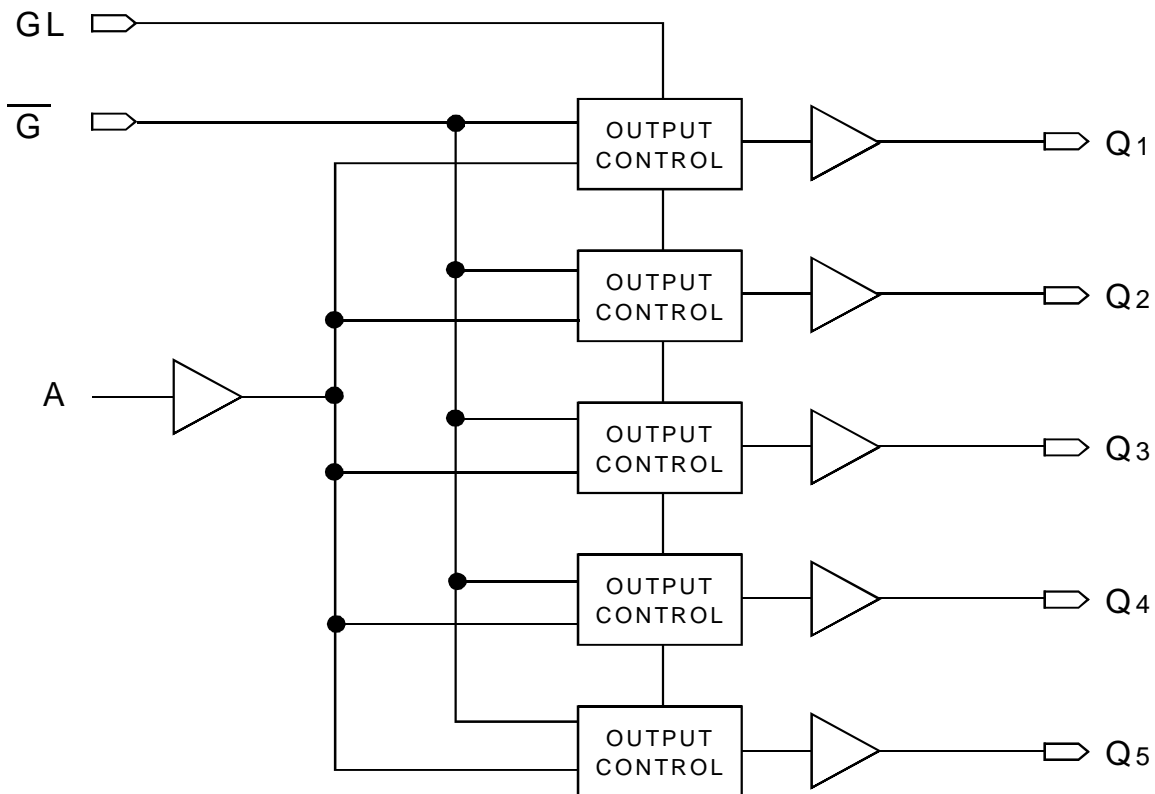 GL
G̅
OUTPUT
CONTROL
Q1
OUTPUT
CONTROL
Q2
A
OUTPUT
CONTROL
Q3
OUTPUT
CONTROL
Q4
OUTPUT
CONTROL
Q5